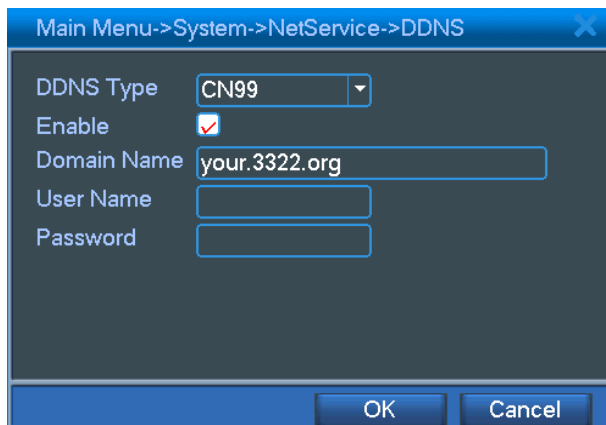 Main Menu->System->NetService->DDNS
DDNS Type CN99
Enable
Domain Name your.3322.org
User Name
Password
OK Cancel